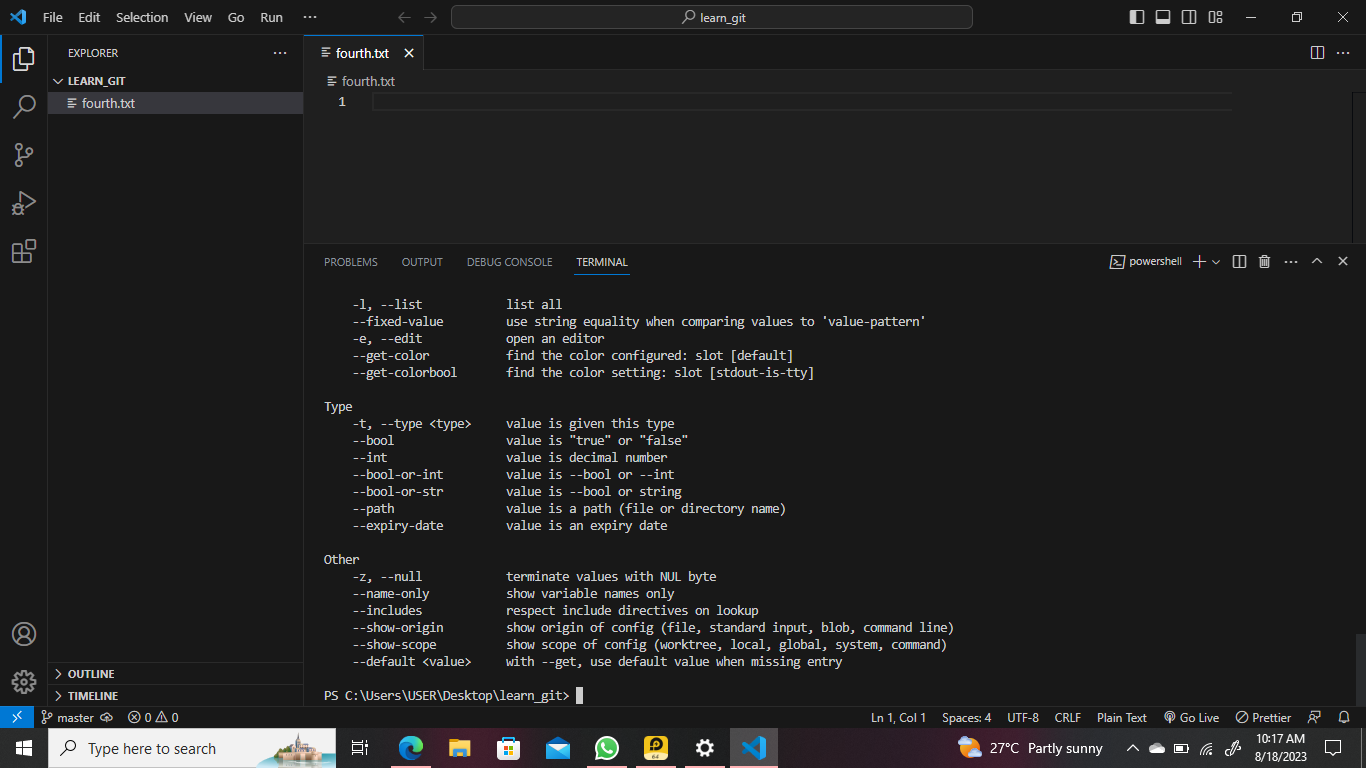 File Edit Selection View Go Run ··· learn_git
EXPLORER ···
LEARN_GIT
fourth.txt
fourth.txt
fourth.txt
1
PROBLEMS OUTPUT DEBUG CONSOLE TERMINAL powershell
-l, --list list all
--fixed-value use string equality when comparing values to 'value-pattern'
-e, --edit open an editor
--get-color find the color configured: slot [default]
--get-colorbool find the color setting: slot [stdout-is-tty]
Type
-t, --type <type> value is given this type
--bool value is "true" or "false"
--int value is decimal number
--bool-or-int value is --bool or --int
--bool-or-str value is --bool or string
--path value is a path (file or directory name)
--expiry-date value is an expiry date
Other
-z, --null terminate values with NUL byte
--name-only show variable names only
--includes respect include directives on lookup
--show-origin show origin of config (file, standard input, blob, command line)
--show-scope show scope of config (worktree, local, global, system, command)
--default <value> with --get, use default value when missing entry
PS C:\Users\USER\Desktop\learn_git>
OUTLINE
TIMELINE
master 0 0 Ln 1, Col 1 Spaces: 4 UTF-8 CRLF Plain Text Go Live Prettier
Type here to search 64 27°C Partly sunny 10:17 AM
8/18/2023